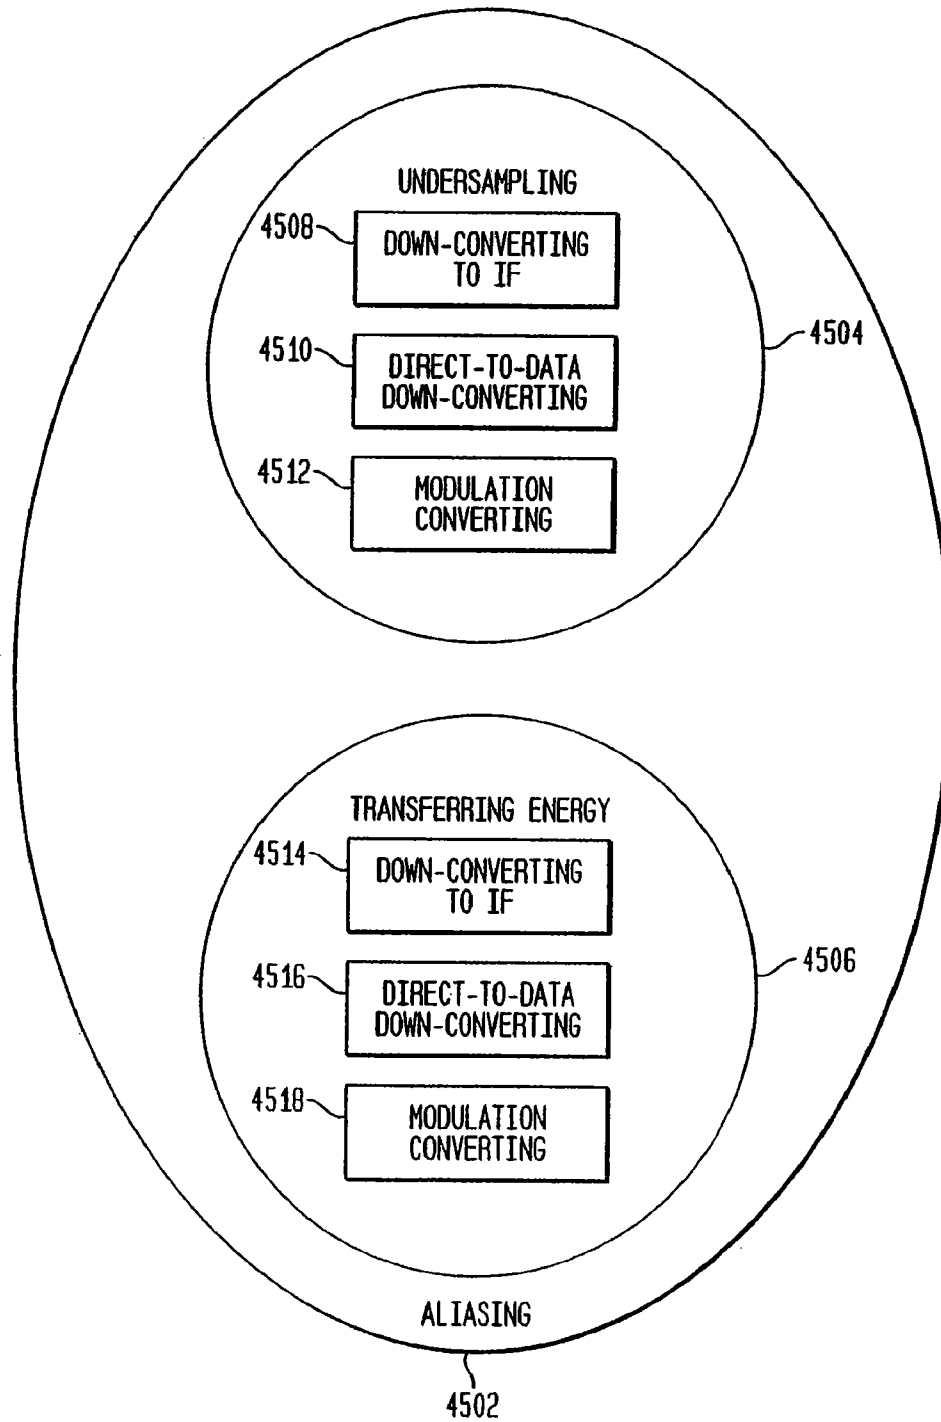 UNDERSAMPLING
4508
DOWN-CONVERTING
TO IF
4504
4510
DIRECT-TO-DATA
DOWN-CONVERTING
4512
MODULATION
CONVERTING
TRANSFERRING ENERGY
4514
DOWN-CONVERTING
TO IF
4506
4516
DIRECT-TO-DATA
DOWN-CONVERTING
4518
MODULATION
CONVERTING
ALIASING
4502